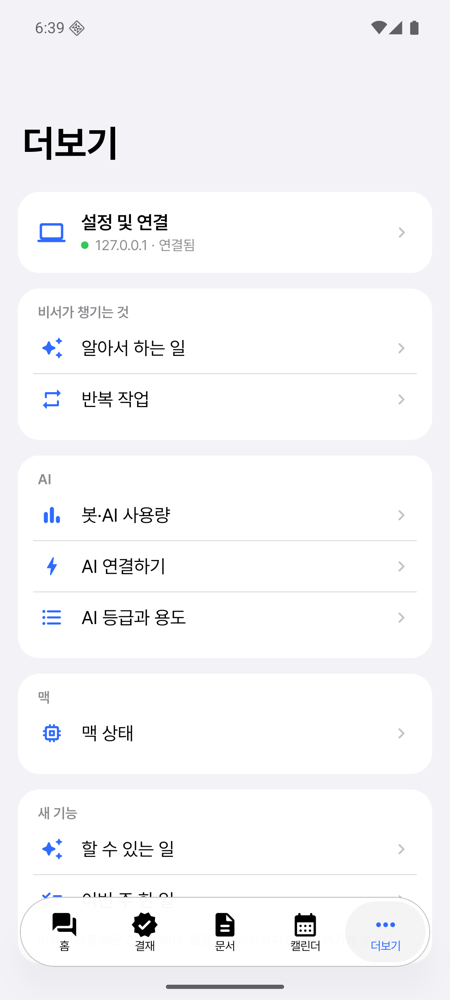 6:39
더보기
설정 및 연결
127.0.0.1 · 연결됨
비서가 챙기는 것
알아서 하는 일
반복 작업
AI
봇·AI 사용량
AI 연결하기
AI 등급과 용도
맥
맥 상태
새 기능
할 수 있는 일
홈
결재
문서
캘린더
더보기